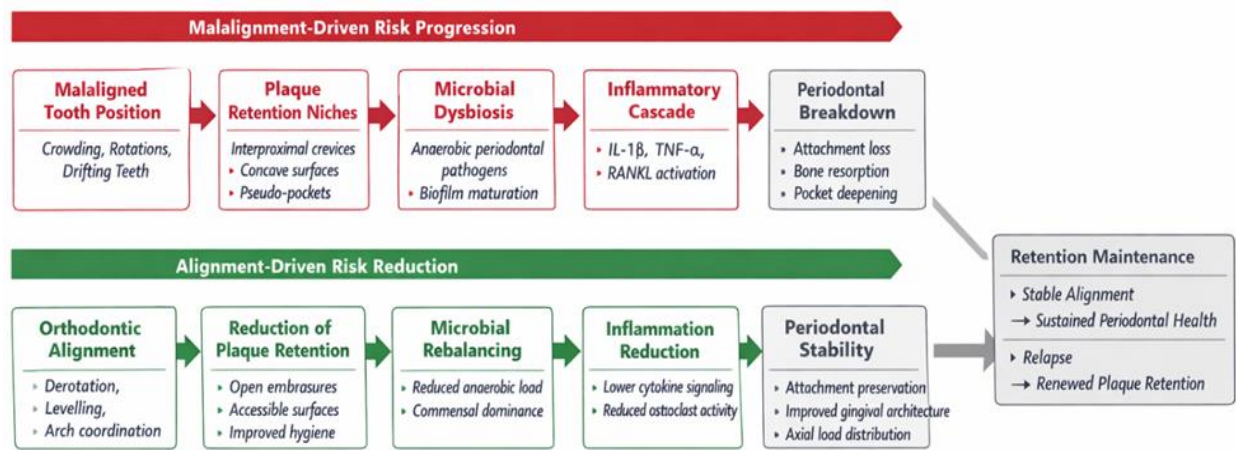 Malalignment-Driven Risk Progression
Malaligned
Tooth Position
Crowding, Rotations,
Drifting Teeth
Plaque
Retention Niches
Interproximal crevices
‣ Concave surfaces
‣ Pseudo-pockets
Microbial
Dysbiosis
Anaerobic periodontal
pathogens
‣ Biofilm maturation
Inflammatory
Cascade
‣ IL-1β, TNF-α,
‣ RANKL activation
Periodontal
Breakdown
‣ Attachment loss
‣ Bone resorption
‣ Pocket deepening
Alignment-Driven Risk Reduction
Orthodontic
Alignment
‣ Derotation,
‣ Levelling,
‣ Arch coordination
Reduction of
Plaque Retention
‣ Open embrasures
‣ Accessible surfaces
‣ Improved hygiene
Microbial
Rebalancing
‣ Reduced anaerobic load
‣ Commensal dominance
Inflammation
Reduction
‣ Lower cytokine signaling
‣ Reduced ostoclast activity
Periodontal
Stability
‣ Attachment preservation
‣ Improved gingival architecture
‣ Axial load distribution
Retention Maintenance
‣ Stable Alignment
→ Sustained Periodontal Health
‣ Relapse
→ Renewed Plaque Retention